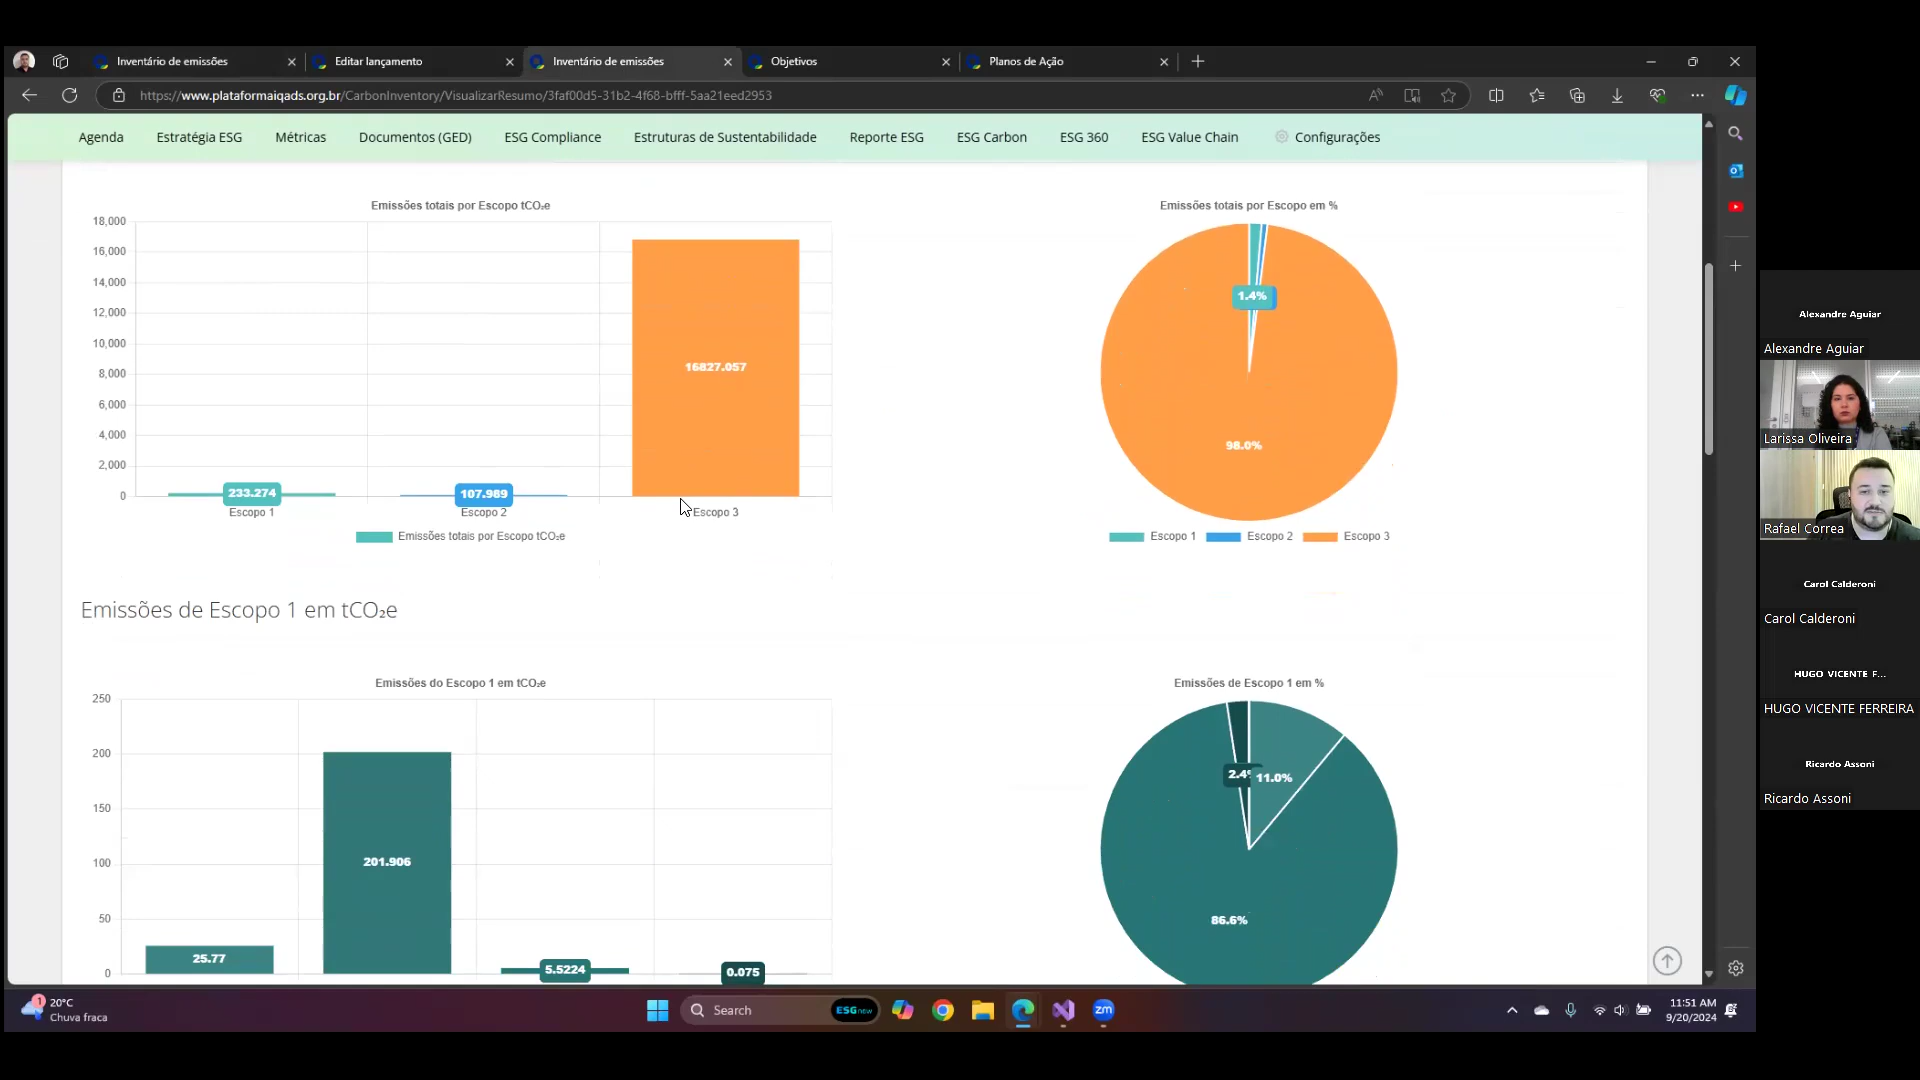 Inventário de emissões
Editar lançamento
Inventário de emissões
Objetivos
Planos de Ação
https://www.plataformaiqads.org.br/CarbonInventory/VisualizarResumo/3faf00d5-31b2-4f68-bfff-5aa21eed2953
Agenda
Estratégia ESG
Métricas
Documentos (GED)
ESG Compliance
Estruturas de Sustentabilidade
Reporte ESG
ESG Carbon
ESG 360
ESG Value Chain
Configurações
Emissões totais por Escopo tCO₂e
18,000
16,000
14,000
12,000
10,000
8,000
6,000
4,000
2,000
0
233.274
107.989
16827.057
Escopo 1
Escopo 2
Escopo 3
Emissões totais por Escopo tCO₂e
Emissões totais por Escopo em %
1.4%
98.0%
Escopo 1
Escopo 2
Escopo 3
Emissões de Escopo 1 em tCO₂e
Emissões do Escopo 1 em tCO₂e
250
200
150
100
50
0
25.77
201.906
5.5224
0.075
Emissões de Escopo 1 em %
2.4
11.0%
86.6%
Alexandre Aguiar
Alexandre Aguiar
Larissa Oliveira
Rafael Correa
Carol Calderoni
Carol Calderoni
HUGO VICENTE F...
HUGO VICENTE FERREIRA
Ricardo Assoni
Ricardo Assoni
1
20°C
Chuva fraca
Search
ESGnow
zm
11:51 AM
9/20/2024